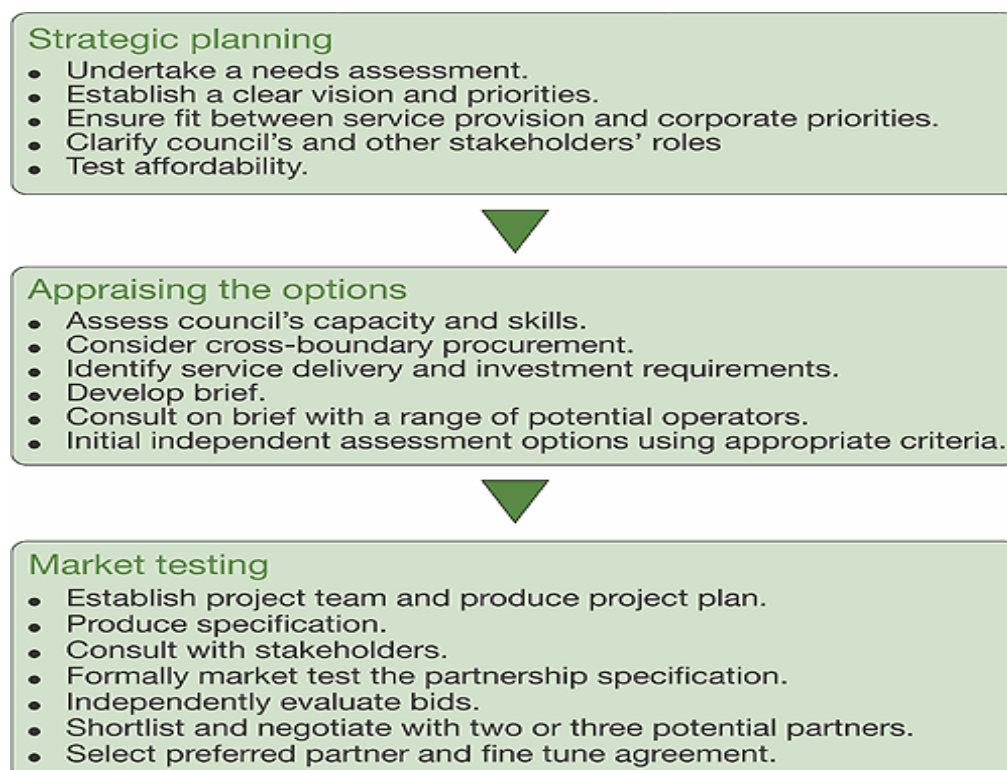 Strategic planning
• Undertake a needs assessment.
• Establish a clear vision and priorities.
• Ensure fit between service provision and corporate priorities.
• Clarify council's and other stakeholders' roles
• Test affordability.
Appraising the options
• Assess council's capacity and skills.
• Consider cross-boundary procurement.
• Identify service delivery and investment requirements.
• Develop brief.
• Consult on brief with a range of potential operators.
• Initial independent assessment options using appropriate criteria.
Market testing
• Establish project team and produce project plan.
• Produce specification.
• Consult with stakeholders.
• Formally market test the partnership specification.
• Independently evaluate bids.
• Shortlist and negotiate with two or three potential partners.
• Select preferred partner and fine tune agreement.